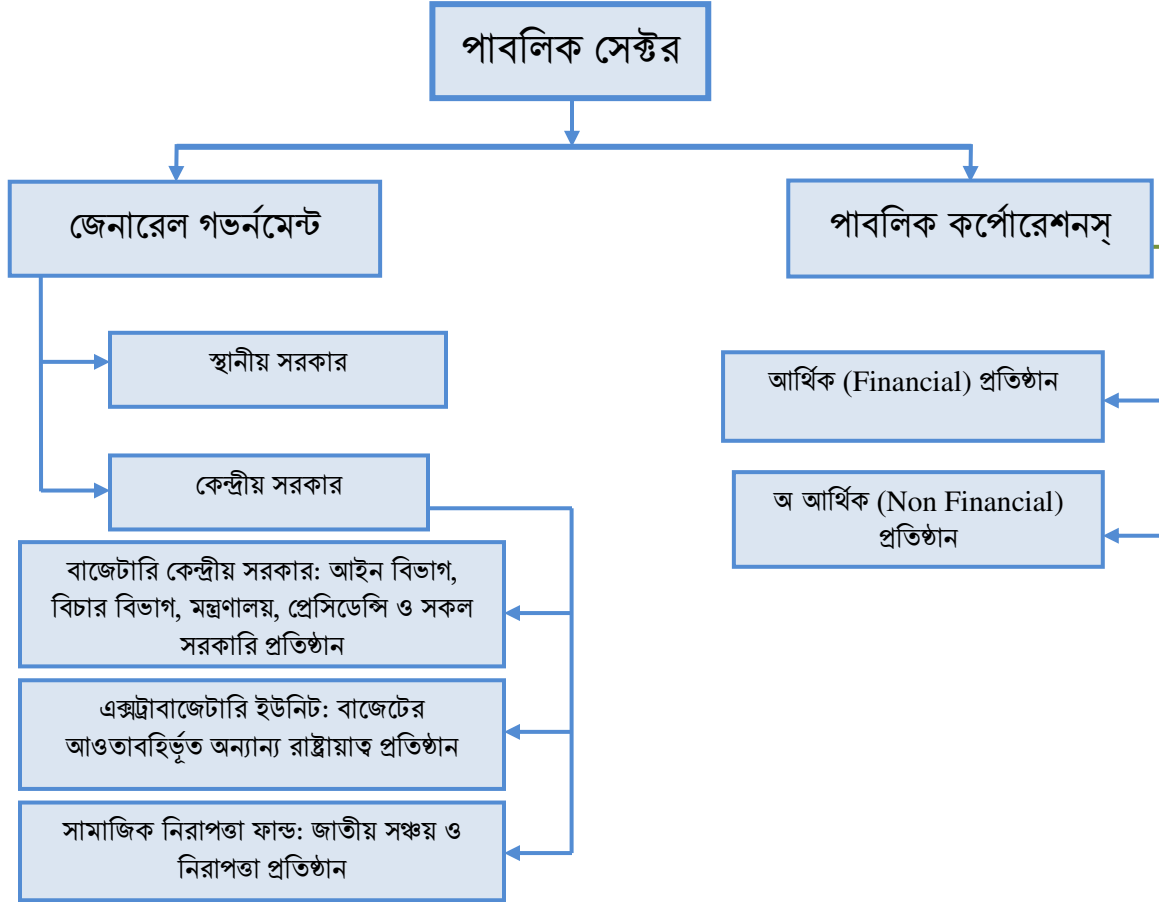 পাবলিক সেক্টর
জেনারেল গভর্নমেন্ট
পাবলিক কর্পোরেশনস্
স্থানীয় সরকার
কেন্দ্রীয় সরকার
বাজেটারি কেন্দ্রীয় সরকার: আইন বিভাগ,
বিচার বিভাগ, মন্ত্রণালয়, প্রেসিডেন্সি ও সকল
সরকারি প্রতিষ্ঠান
এক্সট্রাবাজেটারি ইউনিট: বাজেটের
আওতাবহির্ভূত অন্যান্য রাষ্ট্রায়াত্ব প্রতিষ্ঠান
সামাজিক নিরাপত্তা ফান্ড: জাতীয় সঞ্চয় ও
নিরাপত্তা প্রতিষ্ঠান
আর্থিক (Financial) প্রতিষ্ঠান
অ আর্থিক (Non Financial)
প্রতিষ্ঠান